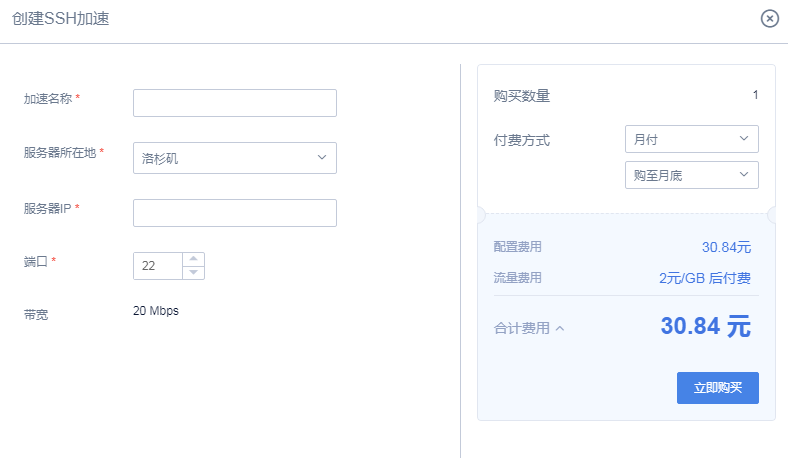 创建SSH加速
加速名称 *
服务器所在地 *
洛杉矶
服务器IP *
端口 *
22
带宽
20 Mbps
购买数量
1
付费方式
月付
购至月底
配置费用
30.84元
流量费用
2元/GB 后付费
合计费用
30.84 元
立即购买